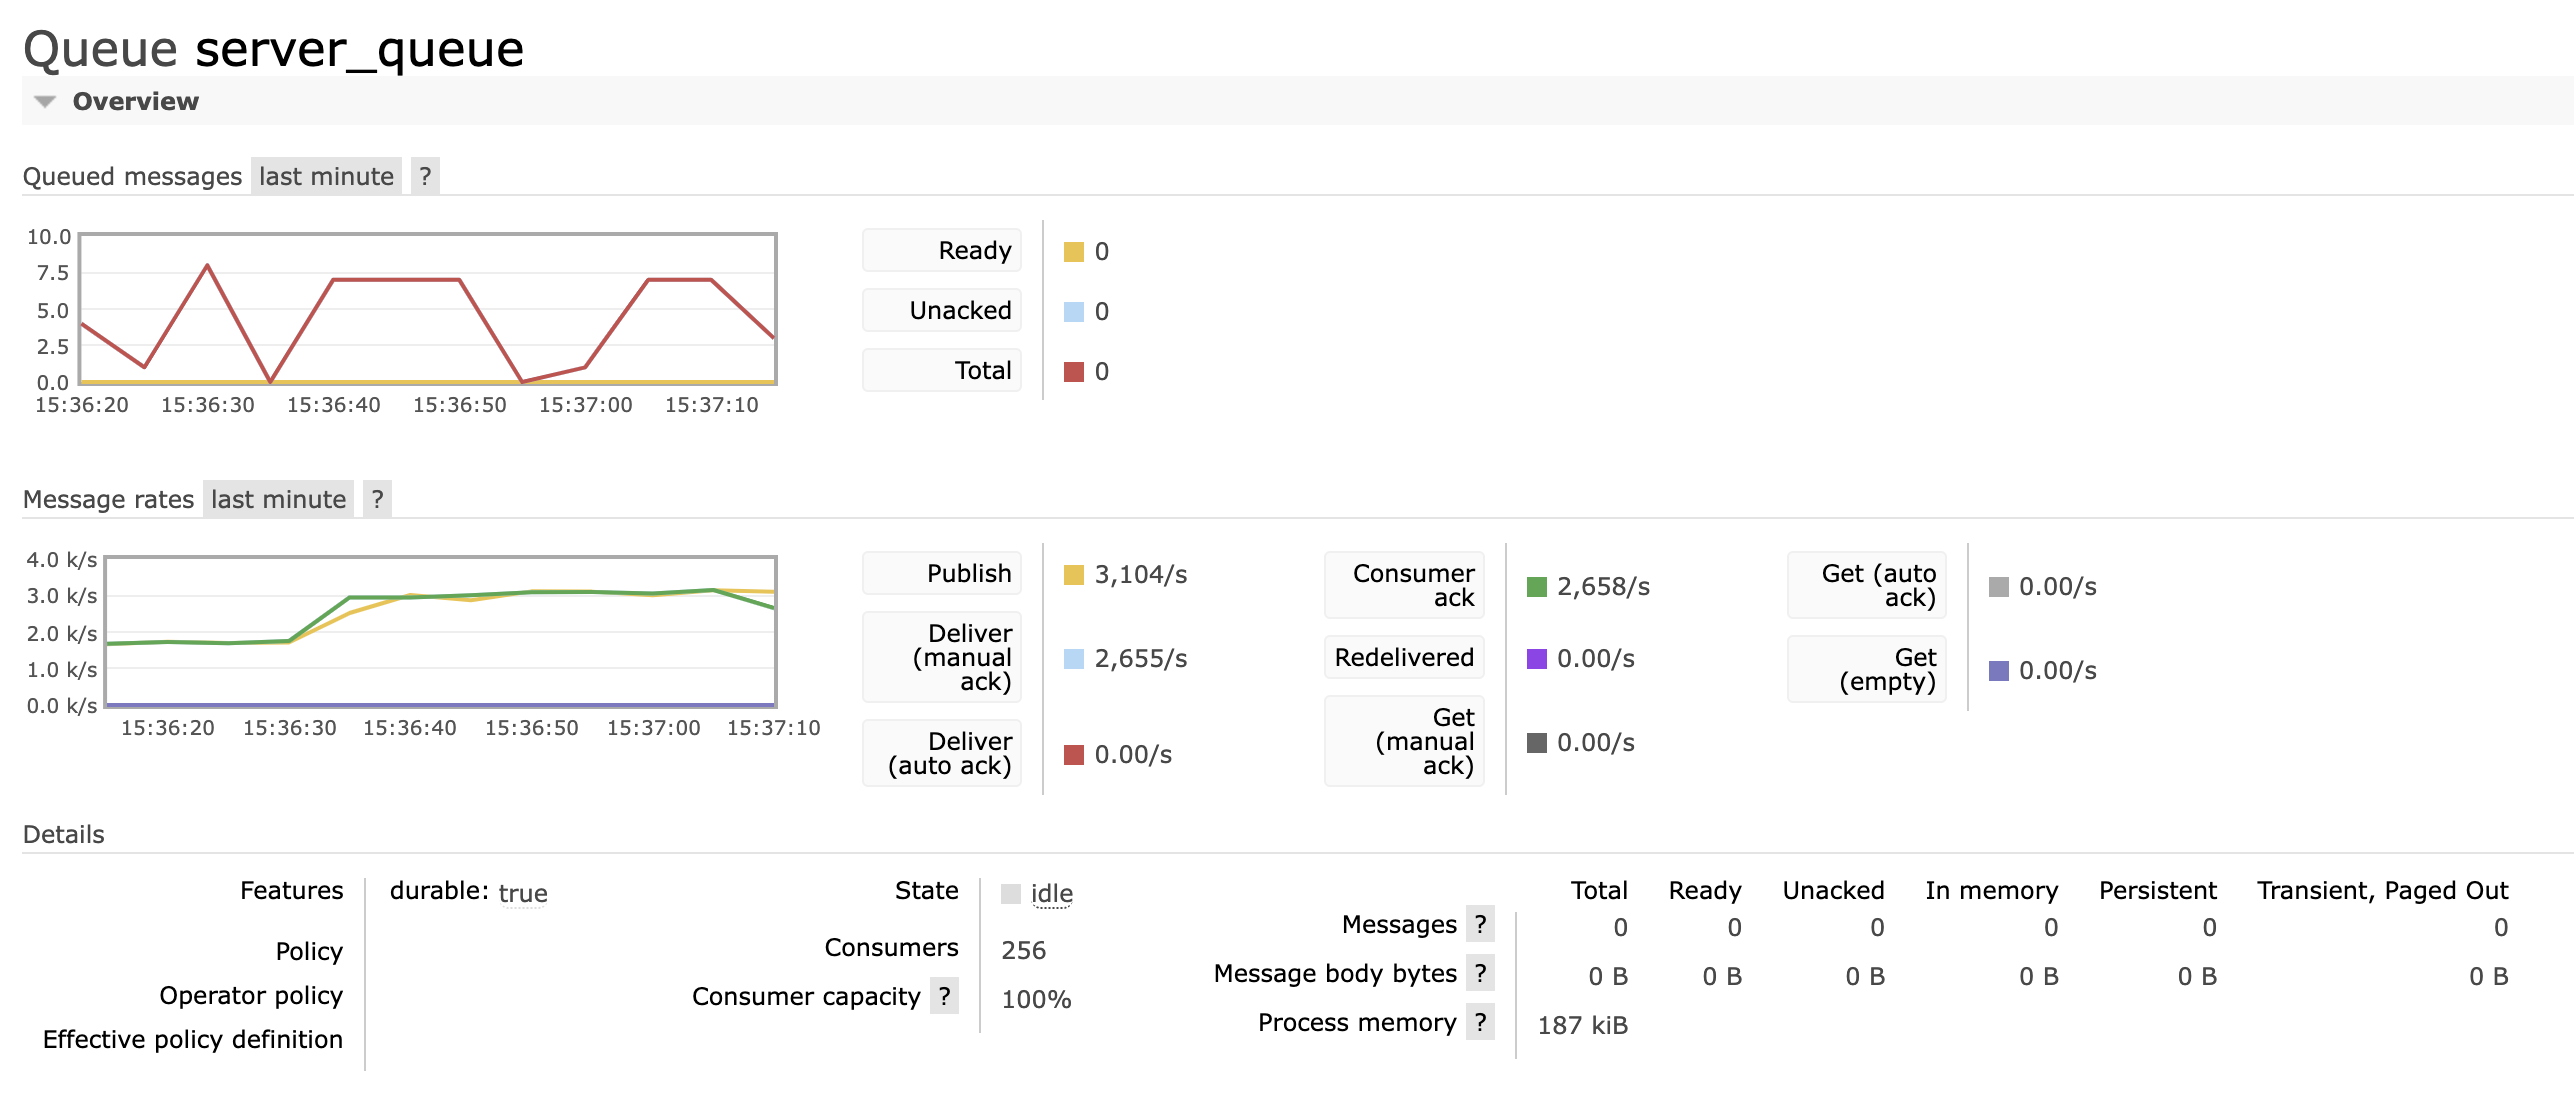 Queue server_queue
Overview
Queued messages last minute ?
10.0
7.5
5.0
2.5
0.0
15:36:20 15:36:30 15:36:40 15:36:50 15:37:00 15:37:10
Ready 0
Unacked 0
Total 0
Message rates last minute ?
4.0 k/s
3.0 k/s
2.0 k/s
1.0 k/s
0.0 k/s
15:36:20 15:36:30 15:36:40 15:36:50 15:37:00 15:37:10
Publish 3,104/s
Deliver
(manual 2,655/s
ack)
Deliver
(auto ack) 0.00/s
Consumer
ack 2,658/s
Redelivered 0.00/s
Get
(manual 0.00/s
ack)
Get (auto
ack) 0.00/s
Get
(empty) 0.00/s
Details
Features durable: true
Policy
Operator policy
Effective policy definition
State idle
Consumers 256
Consumer capacity ? 100%
Total Ready Unacked In memory Persistent Transient, Paged Out
Messages ? 0 0 0 0 0 0
Message body bytes ? 0 B 0 B 0 B 0 B 0 B 0 B
Process memory ? 187 kiB